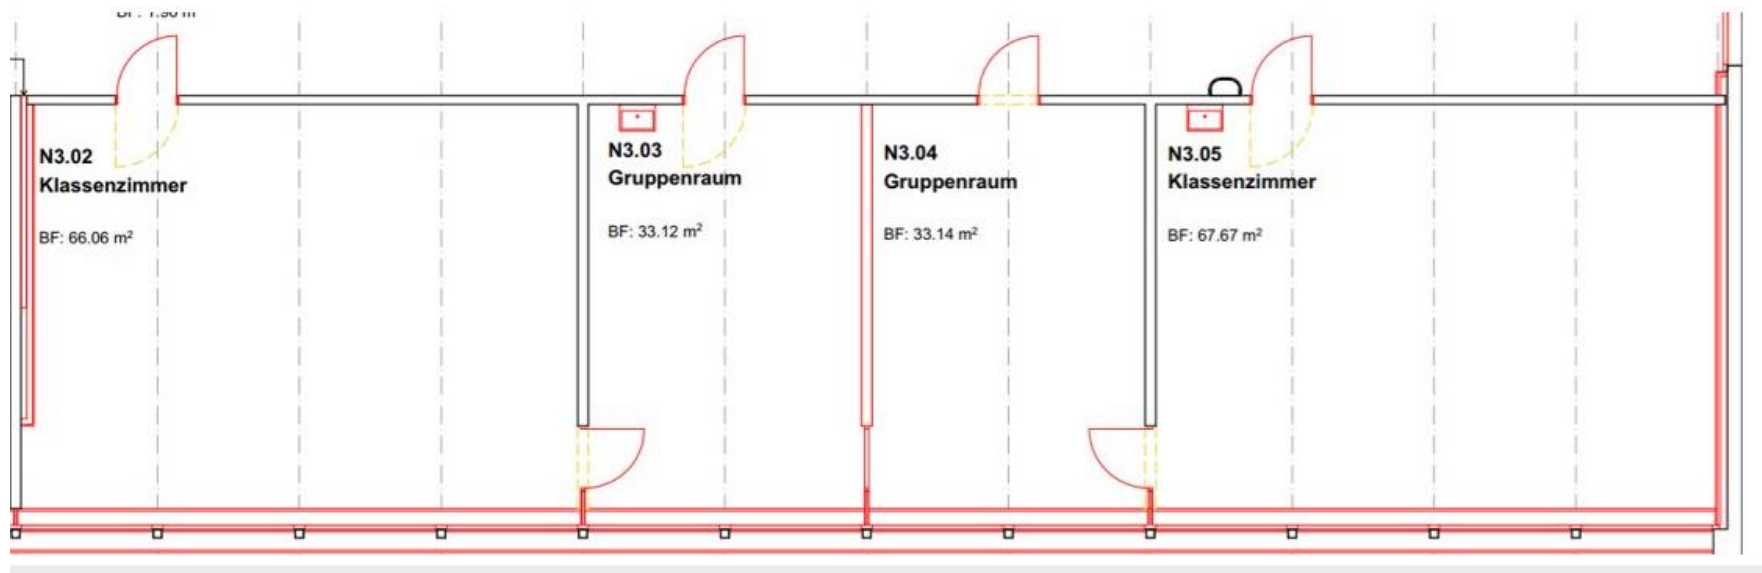 N3.02
Klassenzimmer
BF: 66.06 m²
N3.03
Gruppenraum
BF: 33.12 m²
N3.04
Gruppenraum
BF: 33.14 m²
N3.05
Klassenzimmer
BF: 67.67 m²